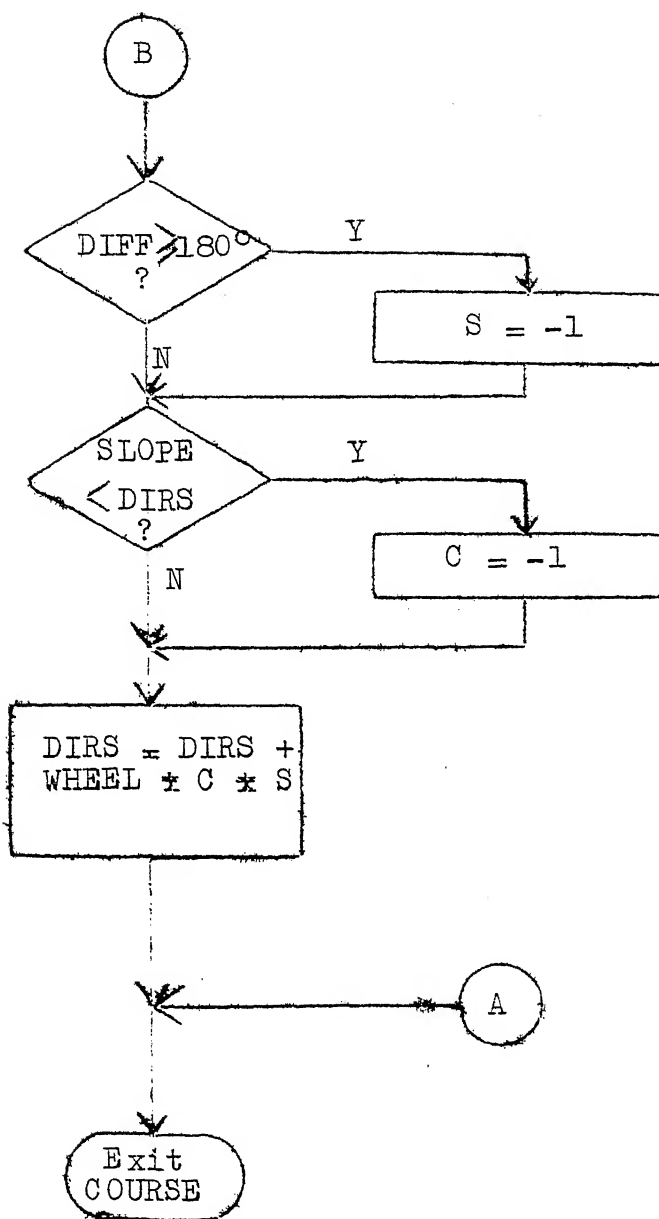 B
DIFF ≥ 180°
?
Y
S = -1
N
SLOPE
< DIRS
?
Y
C = -1
N
DIRS = DIRS +
WHEEL * C * S
A
Exit
COURSE